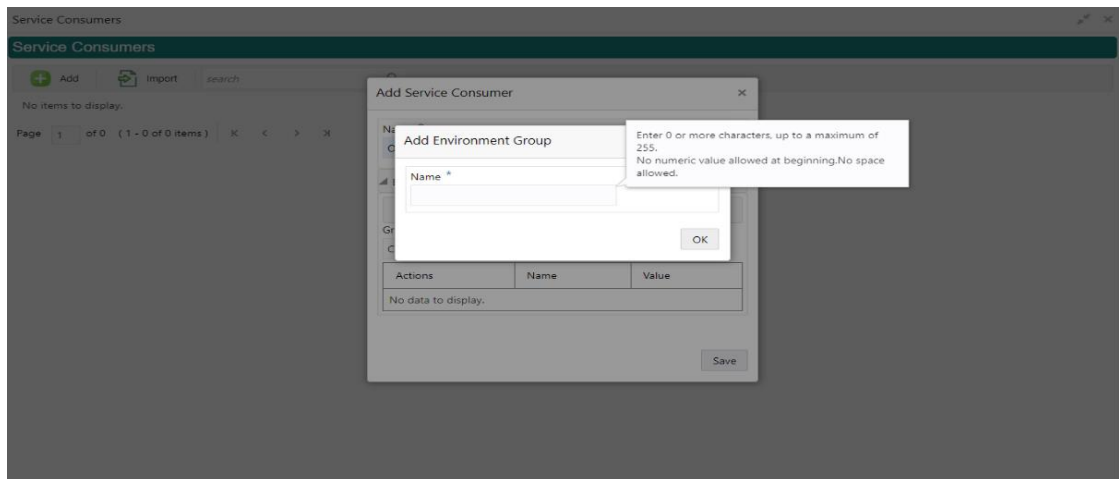 Service Consumers
Service Consumers
Add Import search
No items to display.
Page 1 of 0 ( 1 - 0 of 0 items ) K < > Ж
Add Service Consumer ×
Add Environment Group
Enter 0 or more characters, up to a maximum of
255.
No numeric value allowed at beginning.No space
allowed.
Name *
OK
Actions Name Value
No data to display.
Save